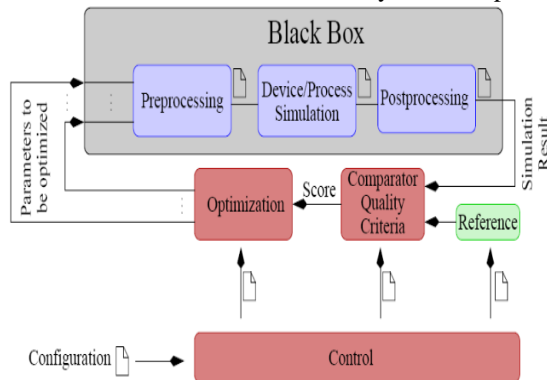 Black Box
Preprocessing
Device/Process
Simulation
Postprocessing
Parameters to
be optimized
Simulation
Result
Optimization
Score
Comparator
Quality
Criteria
Reference
Configuration
Control